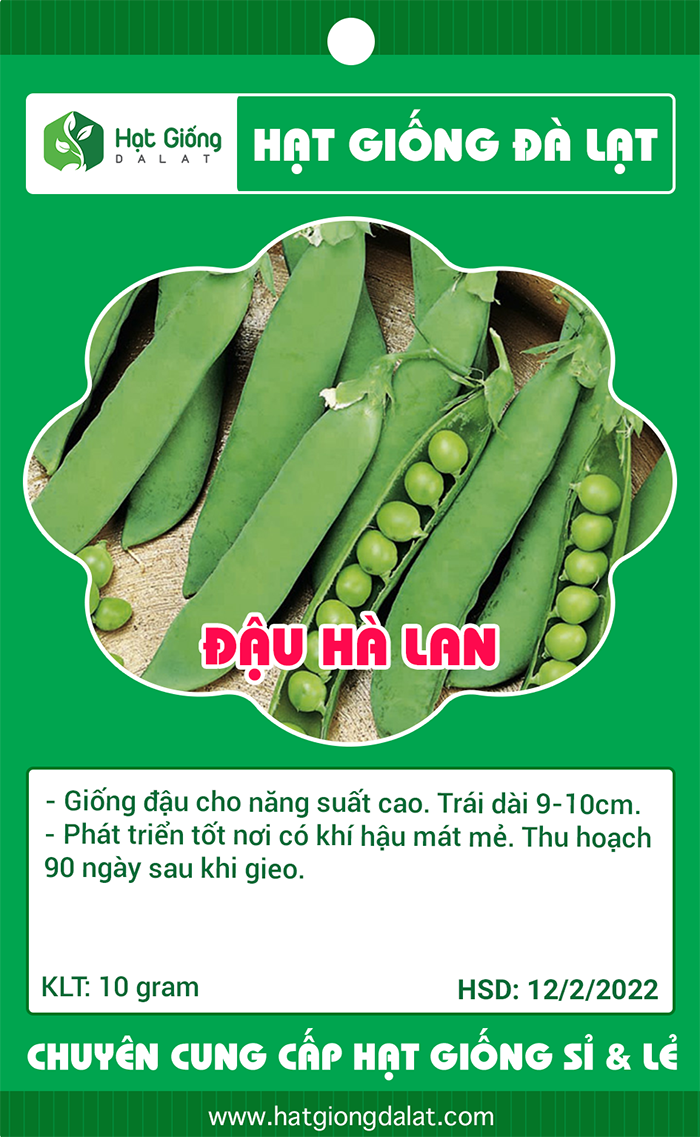 Hạt Giống
DALAT
HẠT GIỐNG ĐÀ LẠT
ĐẬU HÀ LAN
- Giống đậu cho năng suất cao. Trái dài 9-10cm.
- Phát triển tốt nơi có khí hậu mát mẻ. Thu hoạch
90 ngày sau khi gieo.
KLT: 10 gram
HSD: 12/2/2022
CHUYÊN CUNG CẤP HẠT GIỐNG SỈ & LẺ
www.hatgiongdalat.com